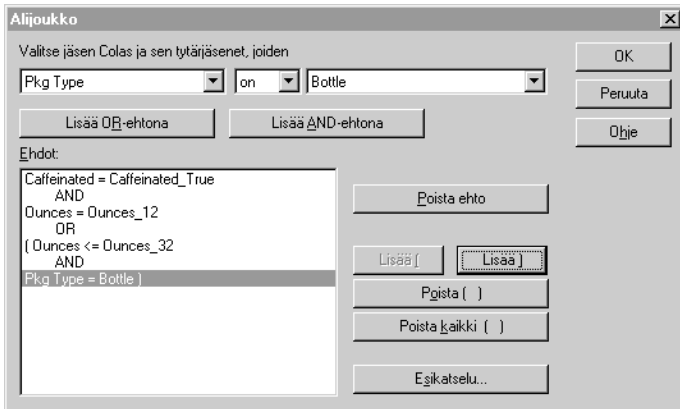 Alijoukko
Valitse jäsen Colas ja sen tytärjäsenet, joiden
Pkg Type on Bottle
OK
Peruuta
Ohje
Lisää OR-ehtona Lisää AND-ehtona
Ehdot:
Caffeinated = Caffeinated_True
AND
Ounces = Ounces_12
OR
( Ounces <= Ounces_32
AND
Pkg Type = Bottle )
Poista ehto
Lisää ( Lisää )
Poista ( )
Poista kaikki ( )
Esikatselu...